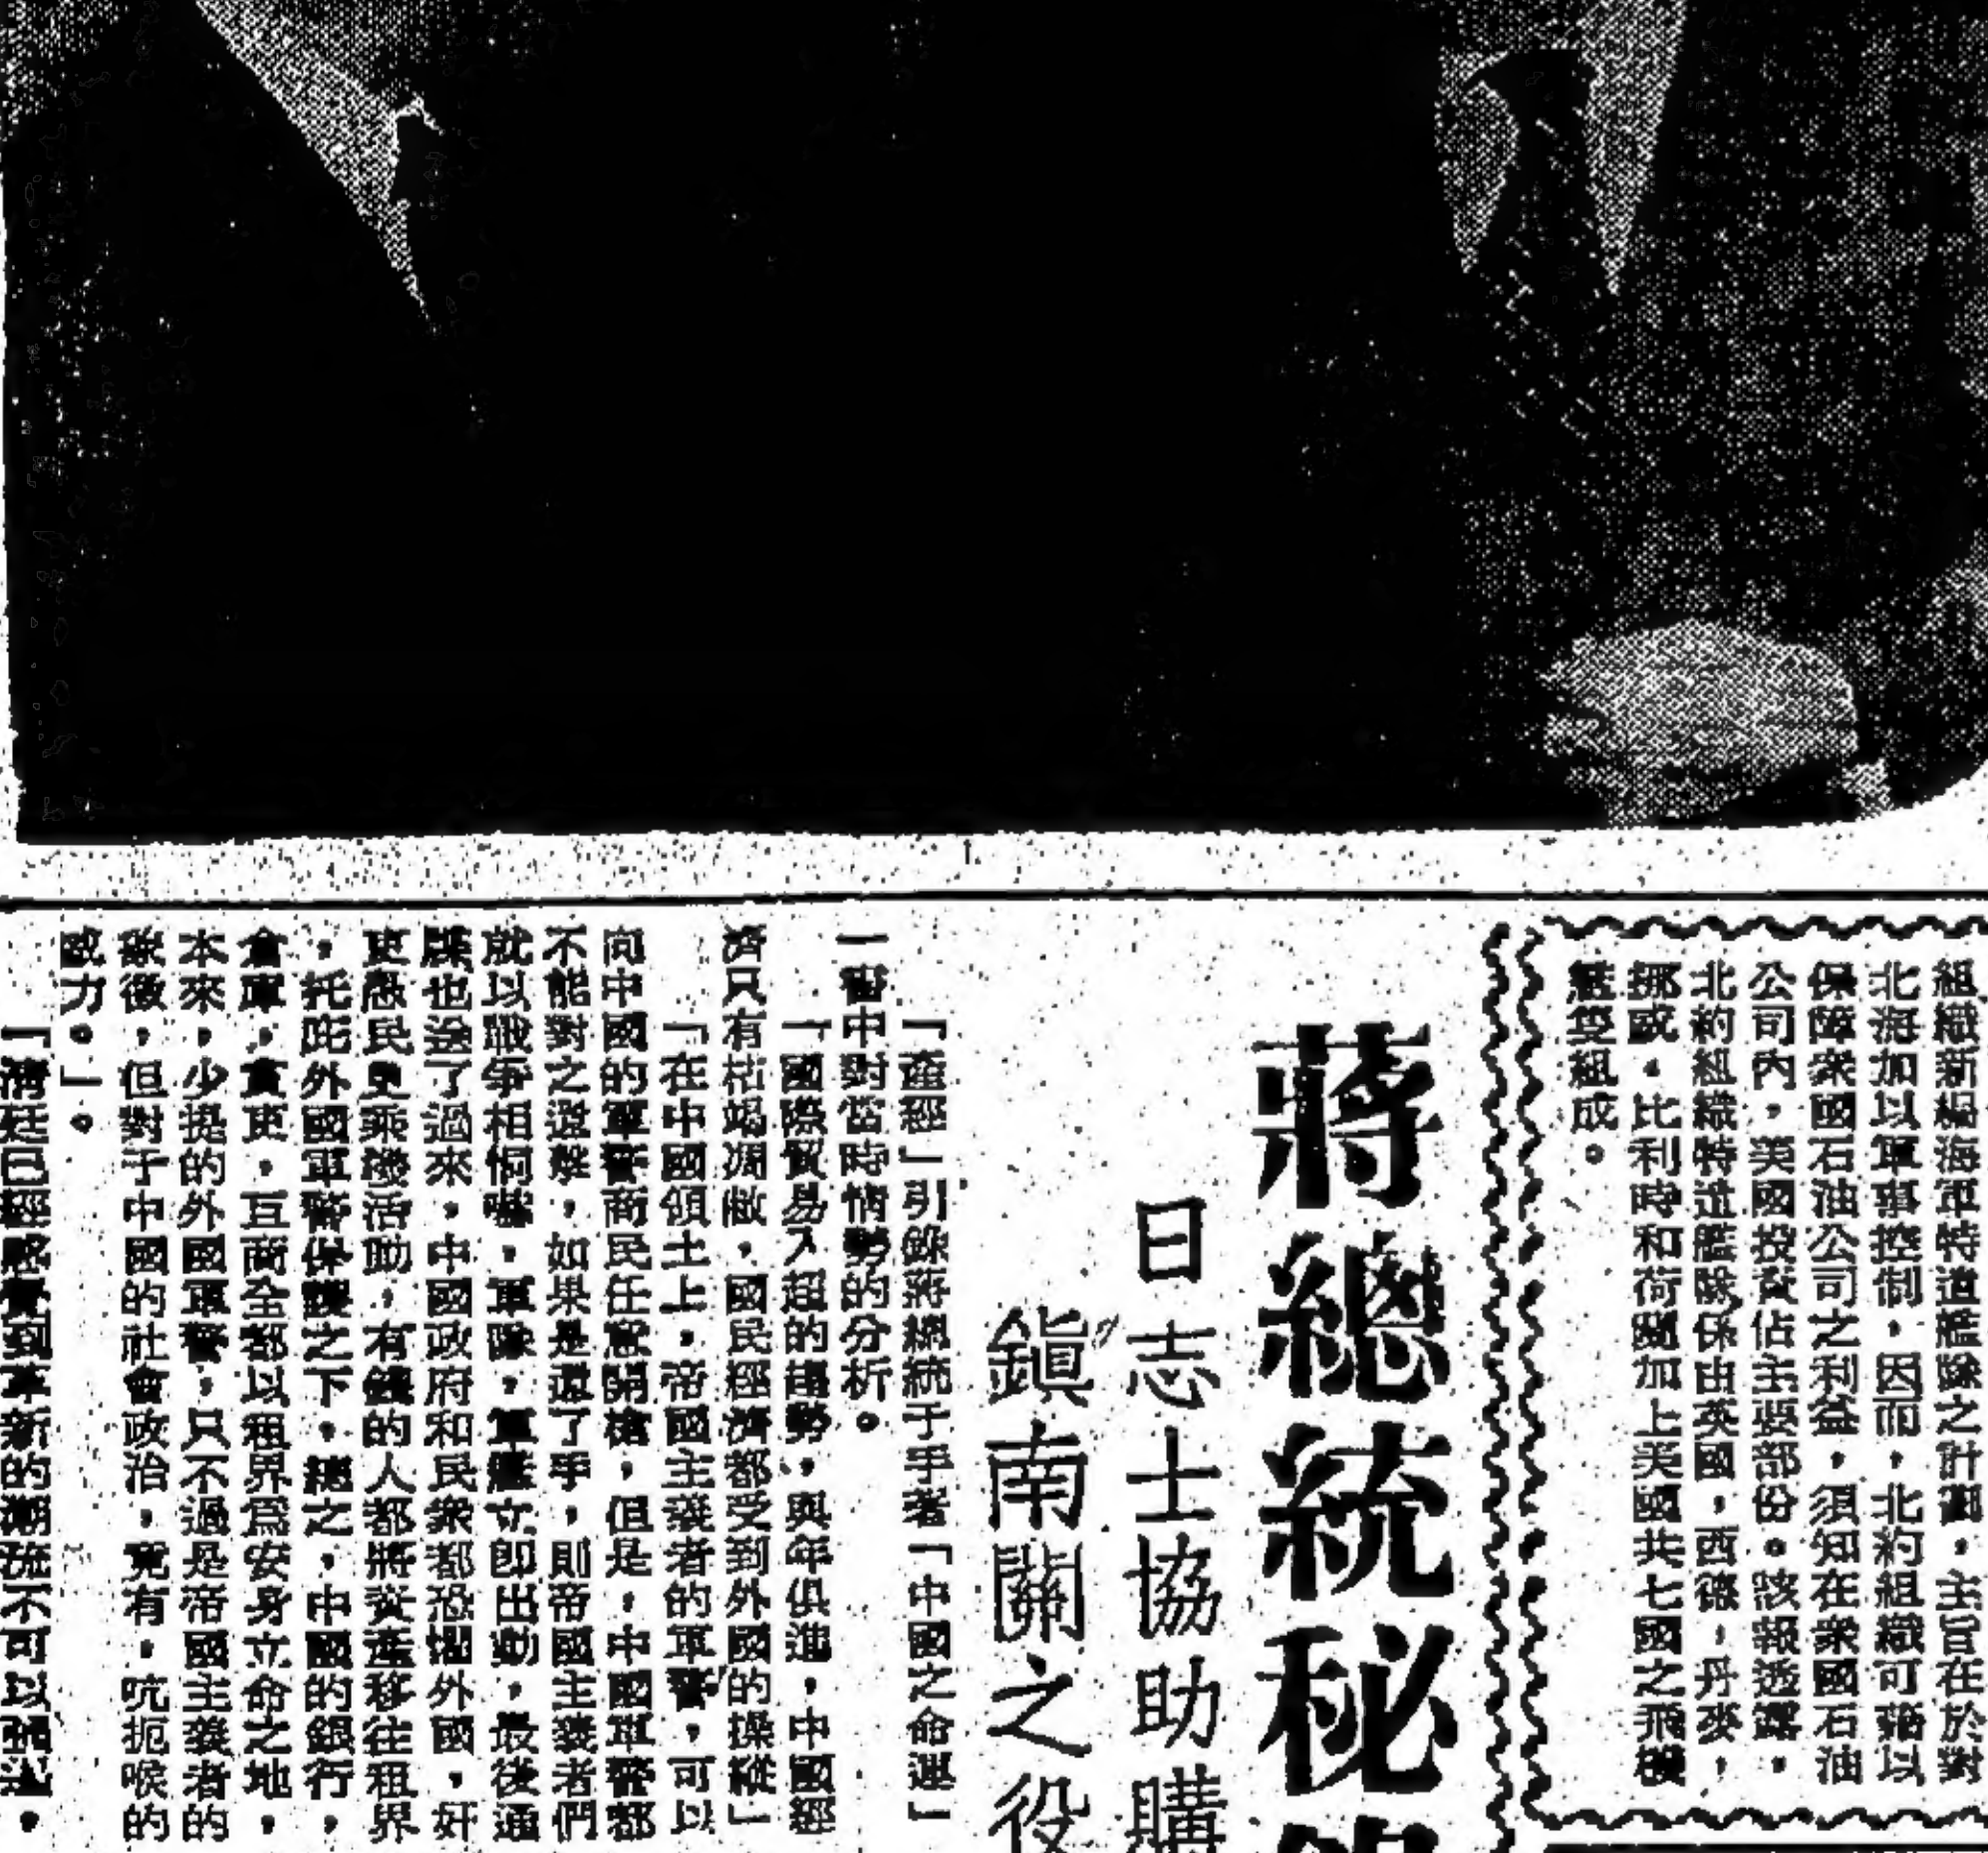 組織新組海軍特遣艦隊之計劃，主旨在於對
北海加以軍事控制，因而，北約組織可藉以
保障衆國石油公司之利益，須知在衆國石油
公司內，美國投資佔主要部份。該報透露，
北約組織特遣艦隊係由英國，西德，丹麥，
挪威，比利時和荷蘭加上美國共七國之飛機
艦隻組成。
蔣總統秘
日志士協助購
鎭南關之役
「產經」引錄蔣總統于手著「中國之命運」
一書中對當時情勢的分析。
「國際貿易入超的趨勢，與年俱進，中國經
濟只有枯竭凋敝，國民經濟都受到外國的操縱」
「在中國領土上，帝國主義者的軍警，可以
向中國的軍警商民任意開槍，但是，中國軍警都
不能對之還擊，如果是還了手，則帝國主義者們
就以戰爭相恫嚇，軍隊，軍艦立卽出動，最後通
牒也送了過來，中國政府和民衆都恐懼外國，奸
吏愚民更乘機活動，有錢的人都將資產移往租界
，托庇外國軍警保護之下。總之，中國的銀行，
倉庫，貪吏，互商全都以租界爲安身立命之地，
本來，少提的外國軍警，只不過是帝國主義者的
象徵，但對于中國的社會政治，竟有，吭扼喉的
威力。」。
「淸廷已經感覺到革新的潮流不可以